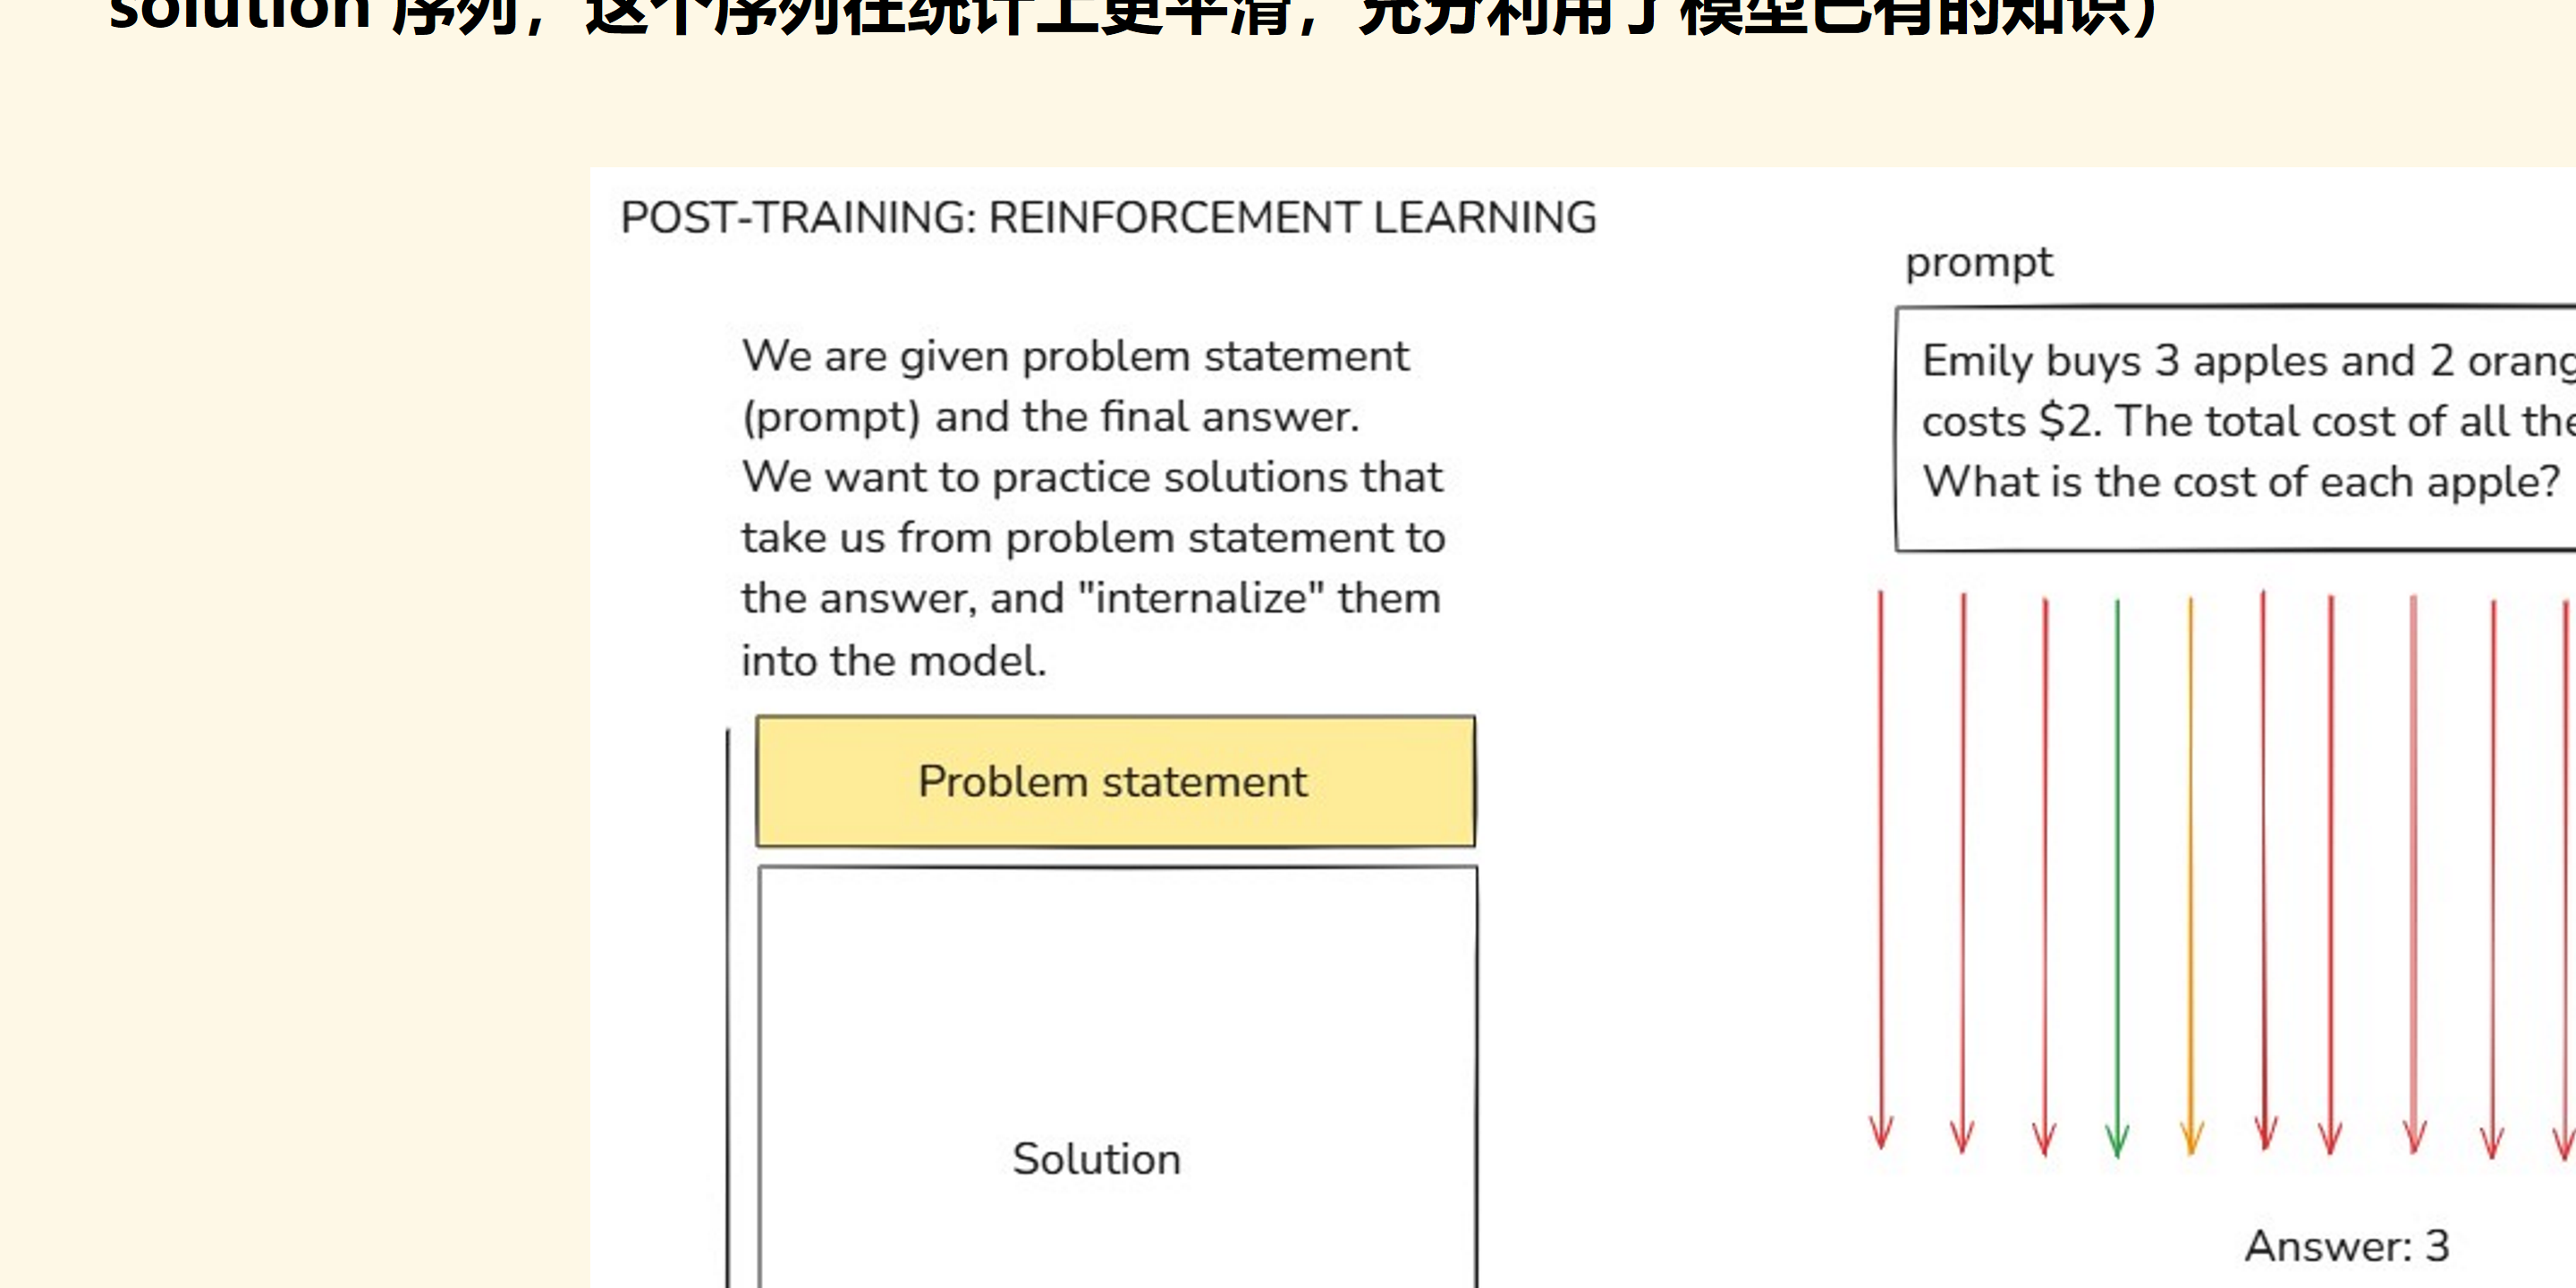 solution 序列，这个序列在统计上更平滑，充分利用了模型已有的知识）
POST-TRAINING: REINFORCEMENT LEARNING
We are given problem statement
(prompt) and the final answer.
We want to practice solutions that
take us from problem statement to
the answer, and "internalize" them
into the model.
Problem statement
Solution
prompt
Emily buys 3 apples and 2 orang
costs $2. The total cost of all the
What is the cost of each apple?
Answer: 3